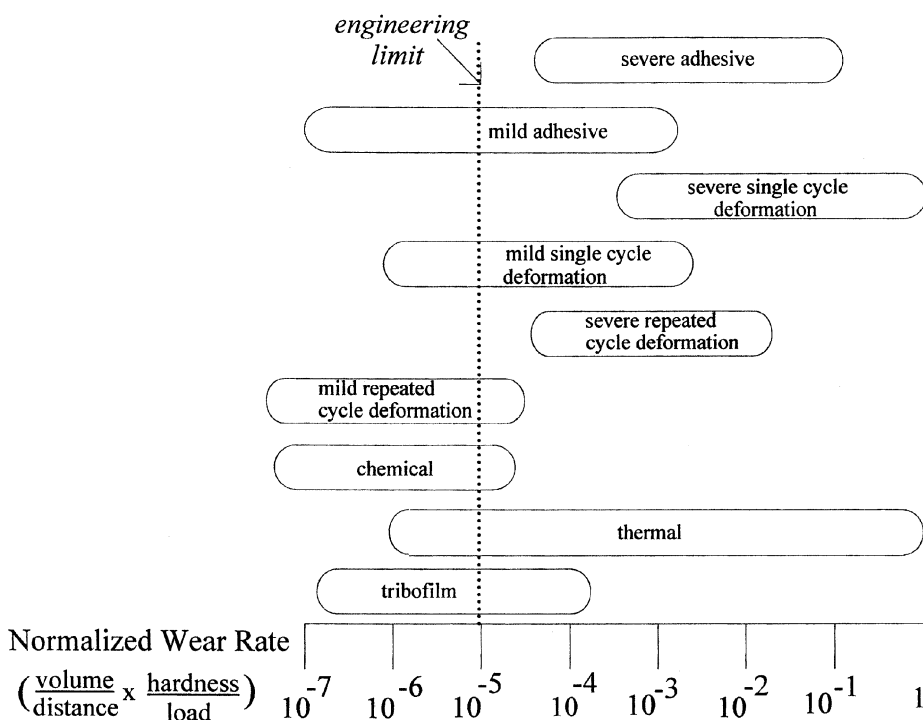 engineering
limit
severe adhesive
mild adhesive
severe single cycle
deformation
mild single cycle
deformation
severe repeated
cycle deformation
mild repeated
cycle deformation
chemical
thermal
tribofilm
Normalized Wear Rate
(volume/distance x hardness/load)
10⁻⁷ 10⁻⁶ 10⁻⁵ 10⁻⁴ 10⁻³ 10⁻² 10⁻¹ 1